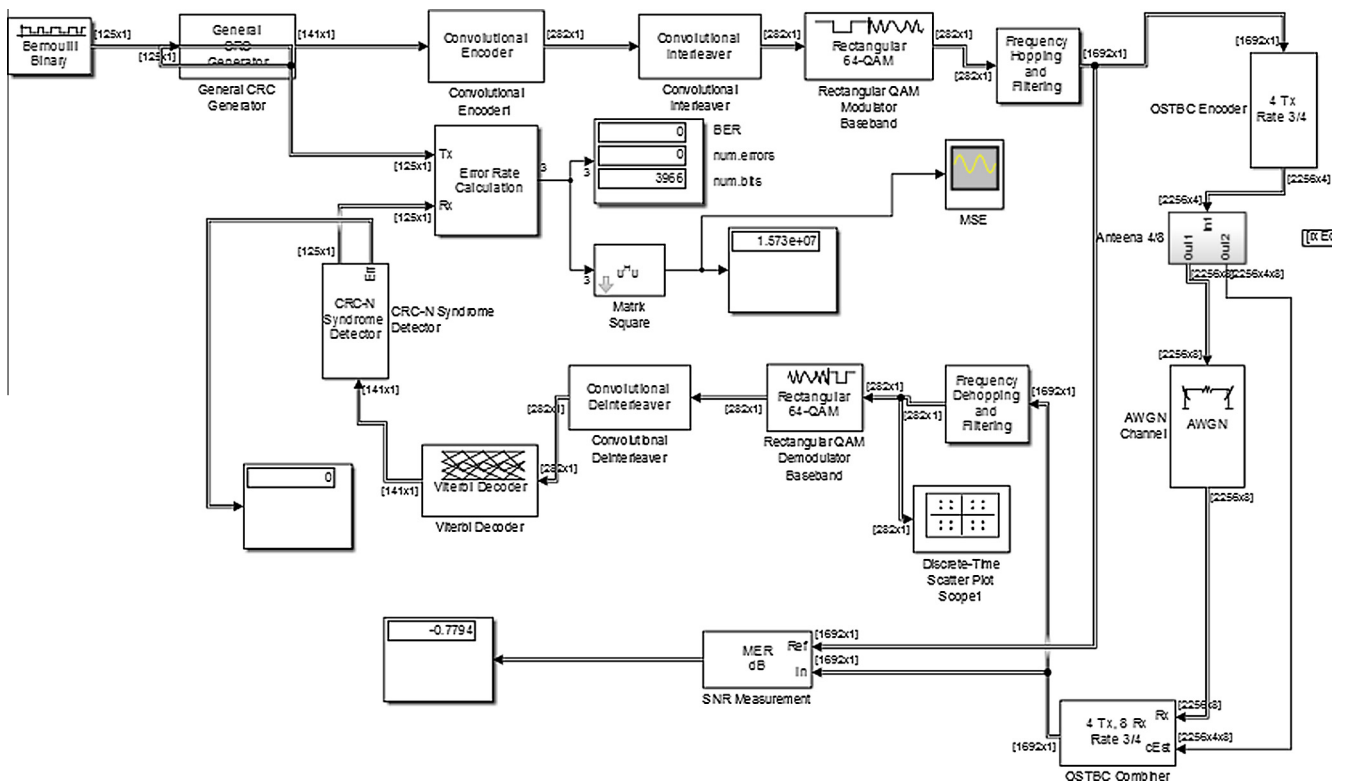 Bernoulli
Binary
[125x1]
[125x1]
General
CRC
Generator
General CRC
Generator
[141x1]
Convolutional
Encoder
Convolutional
Encoder1
[282x1]
Convolutional
Interleaver
Convolutional
Interleaver
[282x1]
Rectangular
64-QAM
Rectangular QAM
Modulator
Baseband
[282x1]
[282x1]
Frequency
Hopping
and
Filtering
[1692x1]
[1692x1]
OSTBC Encoder
4 Tx
Rate 3/4
[2256x4]
[2256x4]
Anteena 4/8
In1
Out1
Out2
[2256x8]
[2256x4x8]
[2256x8]
AWGN
Channel
AWGN
[2256x8]
Tx
[125x1]
Error Rate
Calculation
Rx
[125x1]
3
3
0
BER
0
num.errors
3966
num.bits
MSE
1.573e+07
3
u**u
Matrix
Square
[125x1]
Err
CRC-N
Syndrome
Detector
CRC-N Syndrome
Detector
[141x1]
Convolutional
Deinterleaver
Convolutional
Deinterleaver
[282x1]
[282x1]
Rectangular
64-QAM
Rectangular QAM
Demodulator
Baseband
[282x1]
[282x1]
Frequency
Dehopping
and
Filtering
[1692x1]
[282x1]
Viterbi Decoder
Viterbi Decoder
[141x1]
0
[282x1]
Discrete-Time
Scatter Plot
Scope1
-0.7794
MER
dB
Ref
In
[1692x1]
[1692x1]
SNR Measurement
4 Tx, 8 Rx
Rate 3/4
Rx
cEst
[2256x8]
[2256x4x8]
[1692x1]
OSTBC Combiner